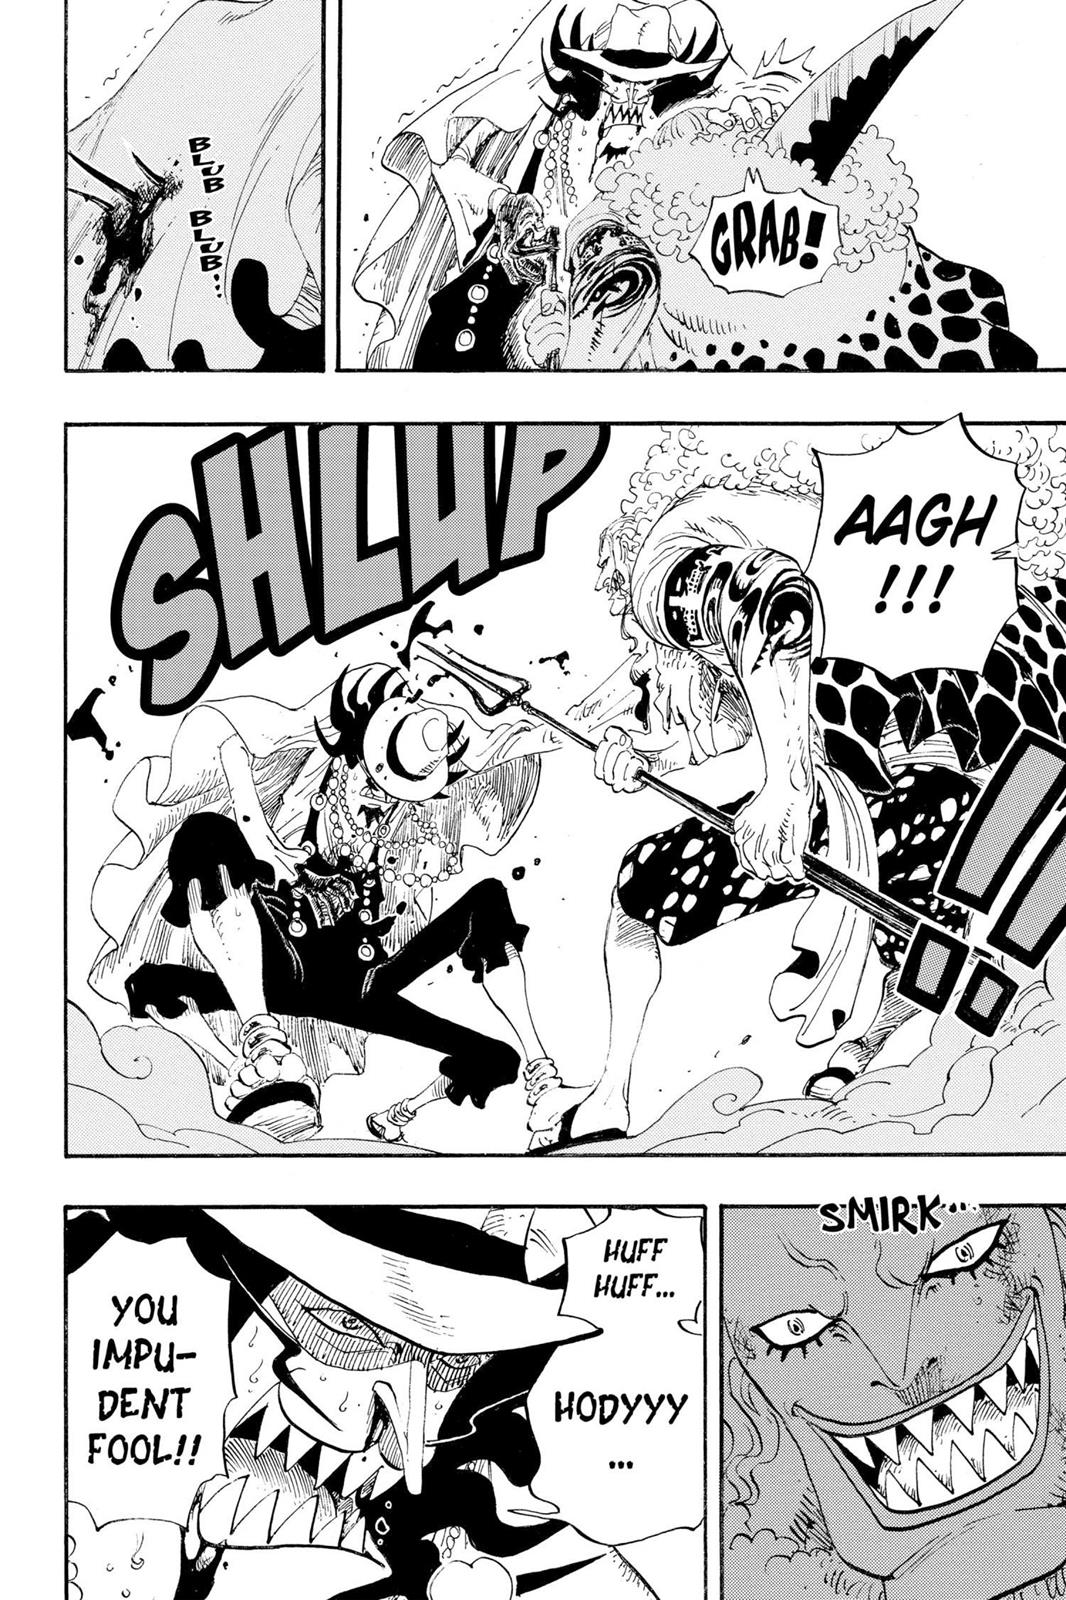 GRAB!
BLUB
BLUB...
AAGH
!!!
SHLUP
!!
SMIRK...
HUFF
HUFF...
HODYYY
...
YOU
IMPU-
DENT
FOOL!!